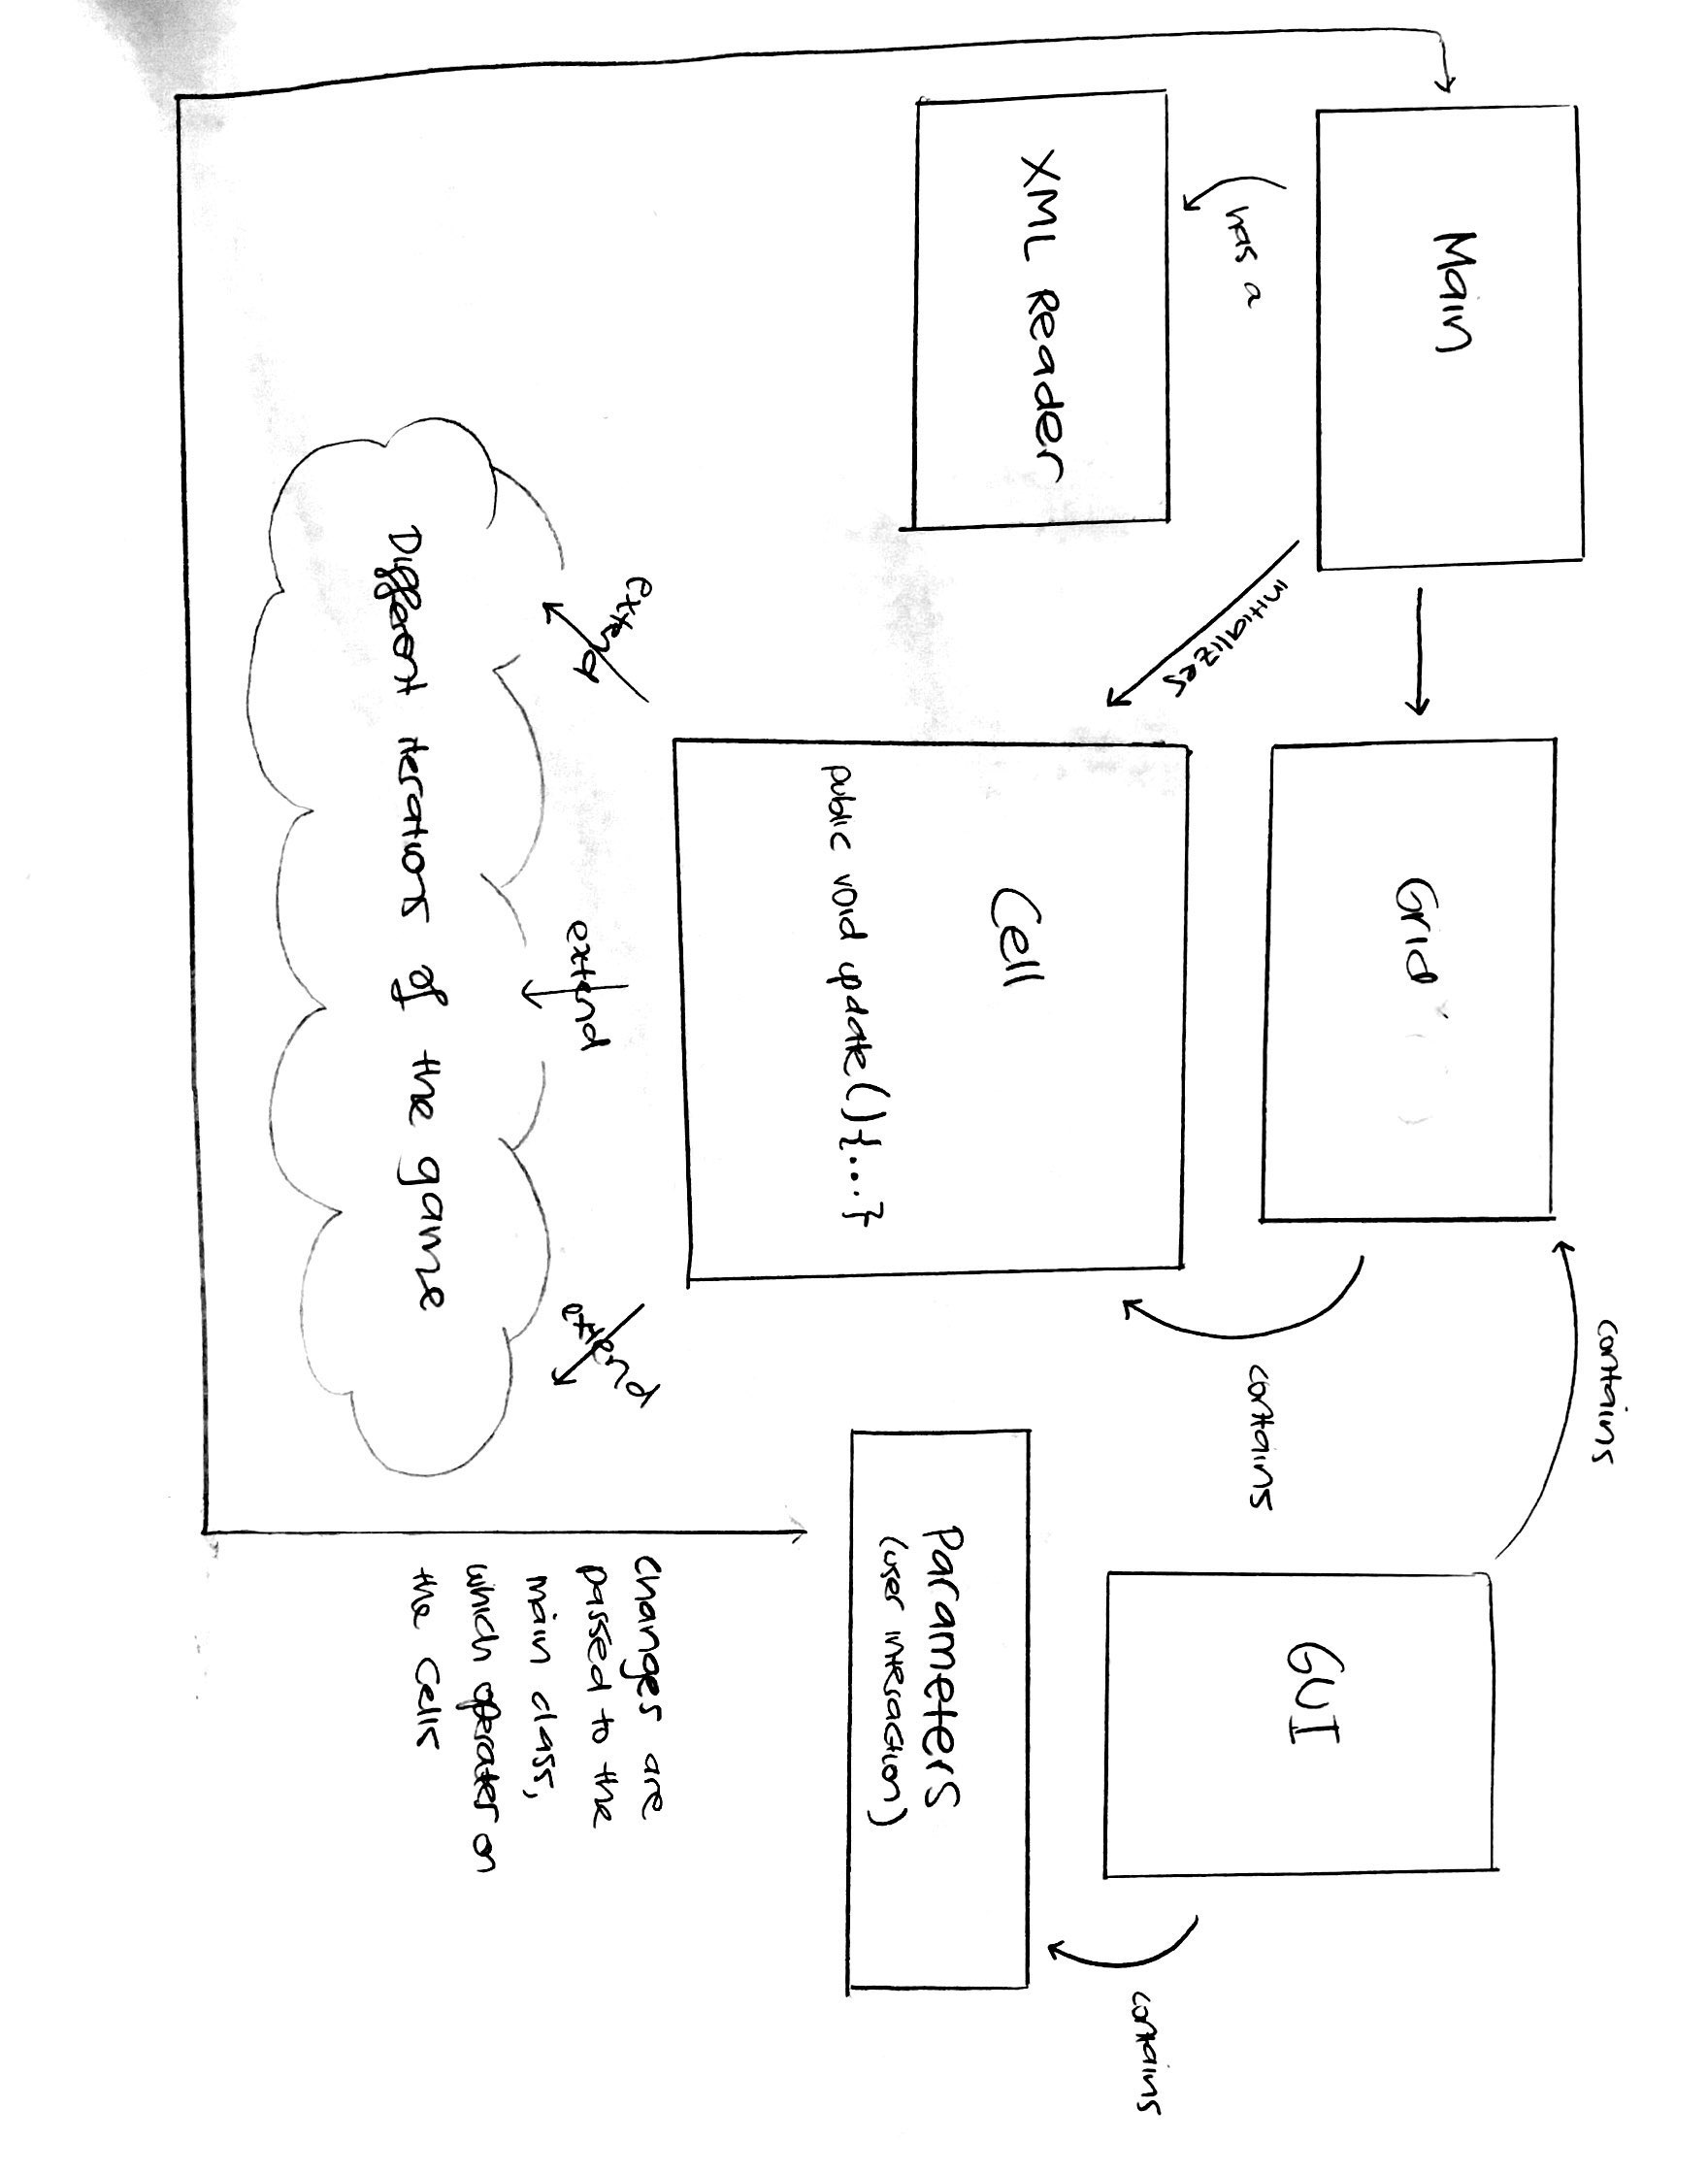 contains
Main
Grid
GUI
has a
initializes
contains
contains
XML Reader
Cell
public void update(){...}
Parameters
(user interaction)
extend
extend
extend
changes are
passed to the
main class,
which operater on
the cells
Different iterations of the game